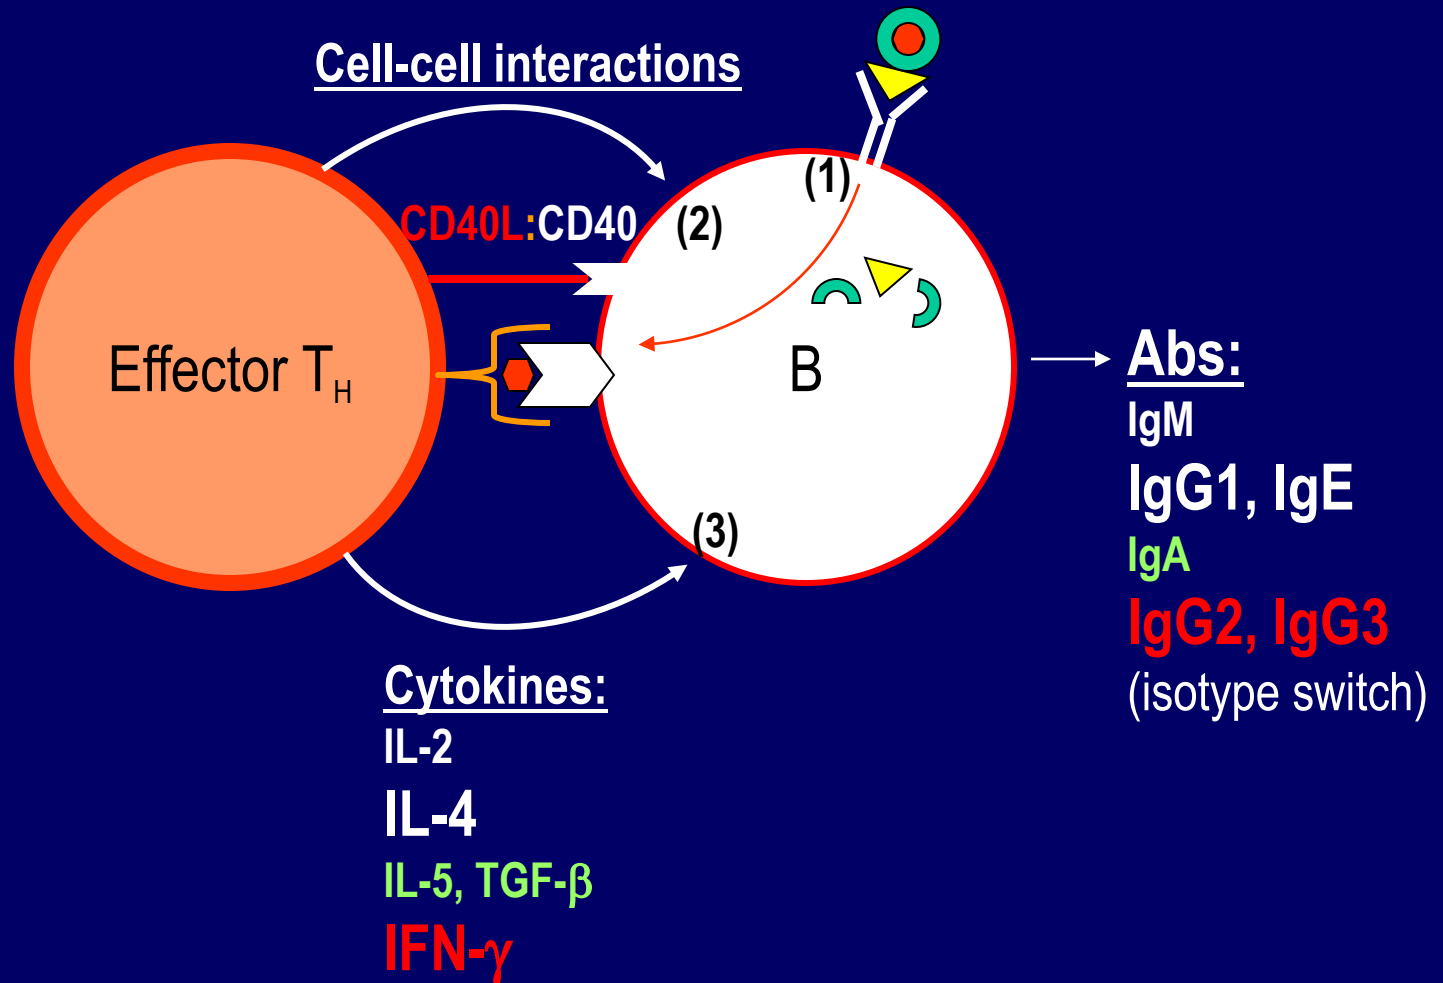 Cell-cell interactions
(1)
CD40L:CD40 (2)
Effector TH
B
(3)
Abs:
IgM
IgG1, IgE
IgA
IgG2, IgG3
(isotype switch)
Cytokines:
IL-2
IL-4
IL-5, TGF-β
IFN-γ